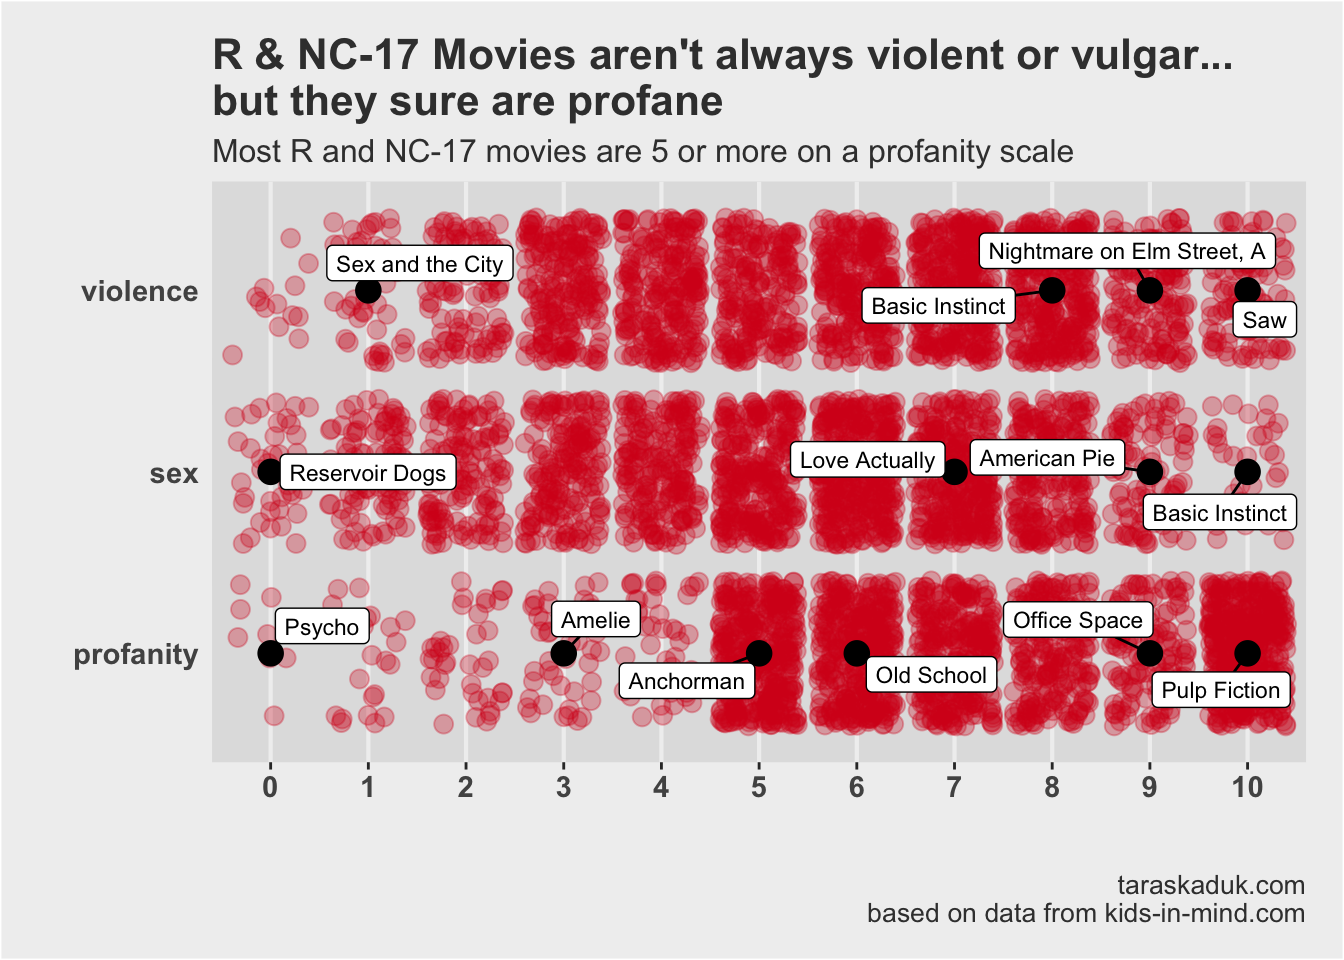 R & NC-17 Movies aren't always violent or vulgar...
but they sure are profane
Most R and NC-17 movies are 5 or more on a profanity scale
violence
Sex and the City
Nightmare on Elm Street, A
Basic Instinct
Saw
sex
Reservoir Dogs
Love Actually
American Pie
Basic Instinct
profanity
Psycho
Amelie
Anchorman
Old School
Office Space
Pulp Fiction
0 1 2 3 4 5 6 7 8 9 10
taraskaduk.com
based on data from kids-in-mind.com